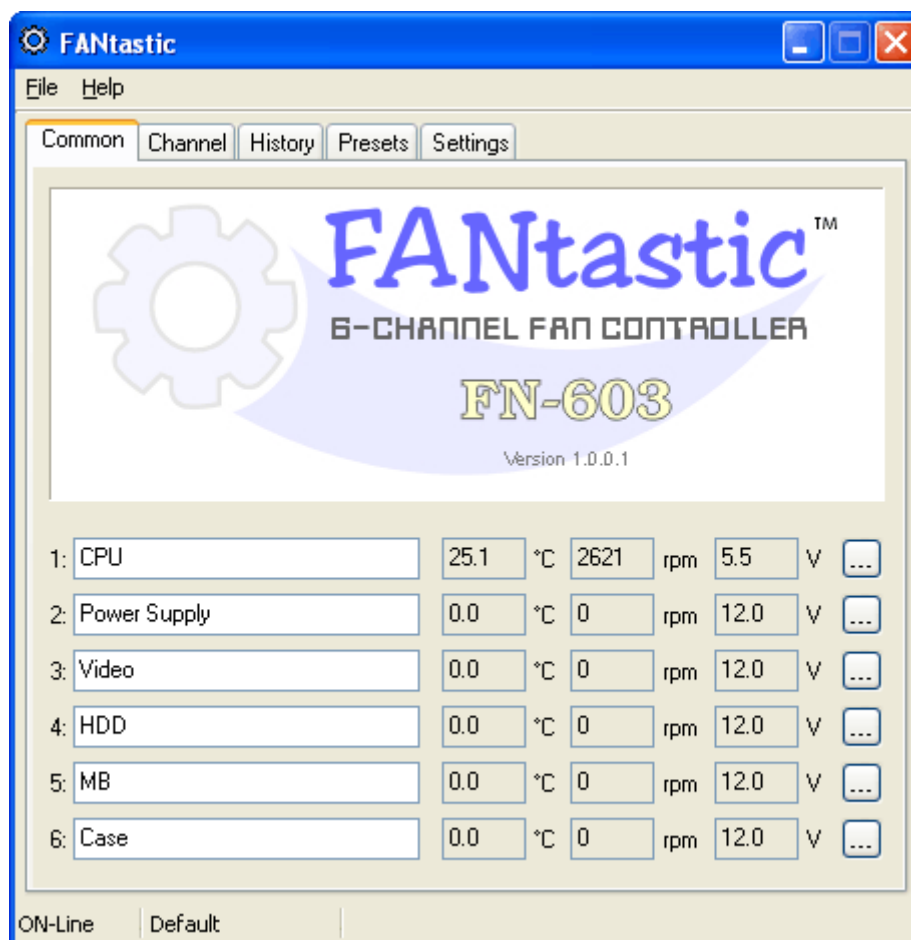 FANtastic
File Help
Common Channel History Presets Settings
FANtastic™
6-CHANNEL FAN CONTROLLER
FN-603
Version 1.0.0.1
1: CPU 25.1 °C 2621 rpm 5.5 V ...
2: Power Supply 0.0 °C 0 rpm 12.0 V ...
3: Video 0.0 °C 0 rpm 12.0 V ...
4: HDD 0.0 °C 0 rpm 12.0 V ...
5: MB 0.0 °C 0 rpm 12.0 V ...
6: Case 0.0 °C 0 rpm 12.0 V ...
ON-Line Default